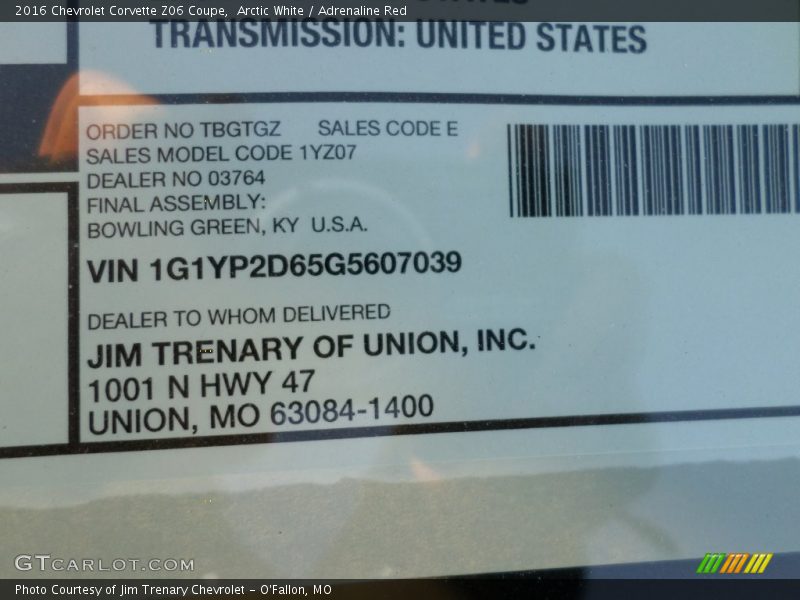 2016 Chevrolet Corvette Z06 Coupe, Arctic White / Adrenaline Red
TRANSMISSION: UNITED STATES
ORDER NO TBGTGZ SALES CODE E
SALES MODEL CODE 1YZ07
DEALER NO 03764
FINAL ASSEMBLY:
BOWLING GREEN, KY U.S.A.
VIN 1G1YP2D65G5607039
DEALER TO WHOM DELIVERED
JIM TRENARY OF UNION, INC.
1001 N HWY 47
UNION, MO 63084-1400
GTCARLOT.COM
Photo Courtesy of Jim Trenary Chevrolet - O'Fallon, MO